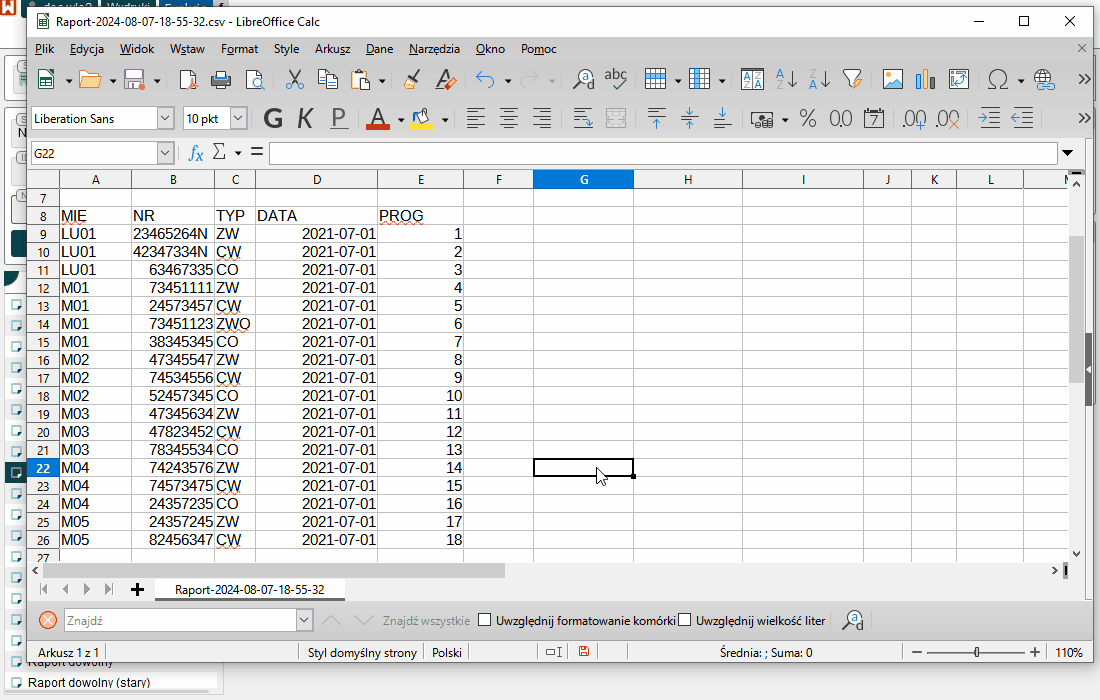 Raport-2024-08-07-18-55-32.csv - LibreOffice Calc
Plik Edycja Widok Wstaw Format Style Arkusz Dane Narzędzia Okno Pomoc
Liberation Sans 10 pkt G K P A % 0.0 7 .00 .00
G22 fx Σ =
A B C D E F G H I J K L
7
8 MIE NR TYP DATA PROG
9 LU01 23465264N ZW 2021-07-01 1
10 LU01 42347334N CW 2021-07-01 2
11 LU01 63467335 CO 2021-07-01 3
12 M01 73451111 ZW 2021-07-01 4
13 M01 24573457 CW 2021-07-01 5
14 M01 73451123 ZWO 2021-07-01 6
15 M01 38345345 CO 2021-07-01 7
16 M02 47345547 ZW 2021-07-01 8
17 M02 74534556 CW 2021-07-01 9
18 M02 52457345 CO 2021-07-01 10
19 M03 47345634 ZW 2021-07-01 11
20 M03 47823452 CW 2021-07-01 12
21 M03 78345534 CO 2021-07-01 13
22 M04 74243576 ZW 2021-07-01 14
23 M04 74573475 CW 2021-07-01 15
24 M04 24357235 CO 2021-07-01 16
25 M05 24357245 ZW 2021-07-01 17
26 M05 82456347 CW 2021-07-01 18
27
Raport-2024-08-07-18-55-32
Znajdź Znajdź wszystkie Uwzględnij formatowanie komórki Uwzględnij wielkość liter
Arkusz 1 z 1 Styl domyślny strony Polski Średnia: ; Suma: 0 110%
Raport dowolny
Raport dowolny (stary)